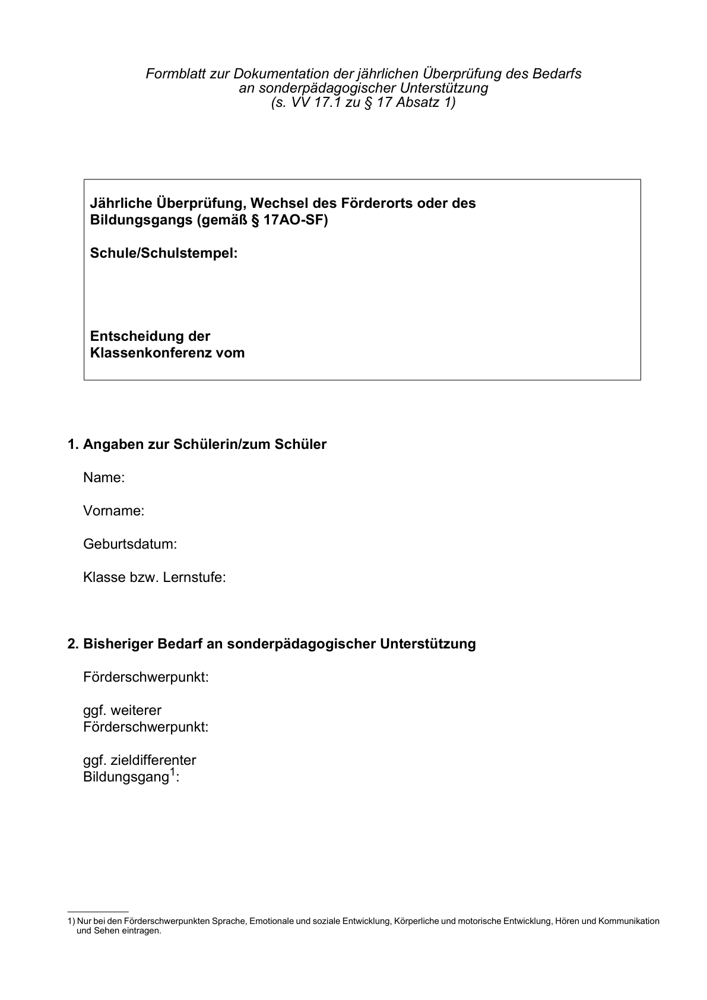 Formblatt zur Dokumentation der jährlichen Überprüfung des Bedarfs
an sonderpädagogischer Unterstützung
(s. VV 17.1 zu § 17 Absatz 1)
Jährliche Überprüfung, Wechsel des Förderorts oder des
Bildungsgangs (gemäß § 17AO-SF)
Schule/Schulstempel:
Entscheidung der
Klassenkonferenz vom
1. Angaben zur Schülerin/zum Schüler
Name:
Vorname:
Geburtsdatum:
Klasse bzw. Lernstufe:
2. Bisheriger Bedarf an sonderpädagogischer Unterstützung
Förderschwerpunkt:
ggf. weiterer
Förderschwerpunkt:
ggf. zieldifferenter
Bildungsgang¹:
1) Nur bei den Förderschwerpunkten Sprache, Emotionale und soziale Entwicklung, Körperliche und motorische Entwicklung, Hören und Kommunikation
und Sehen eintragen.